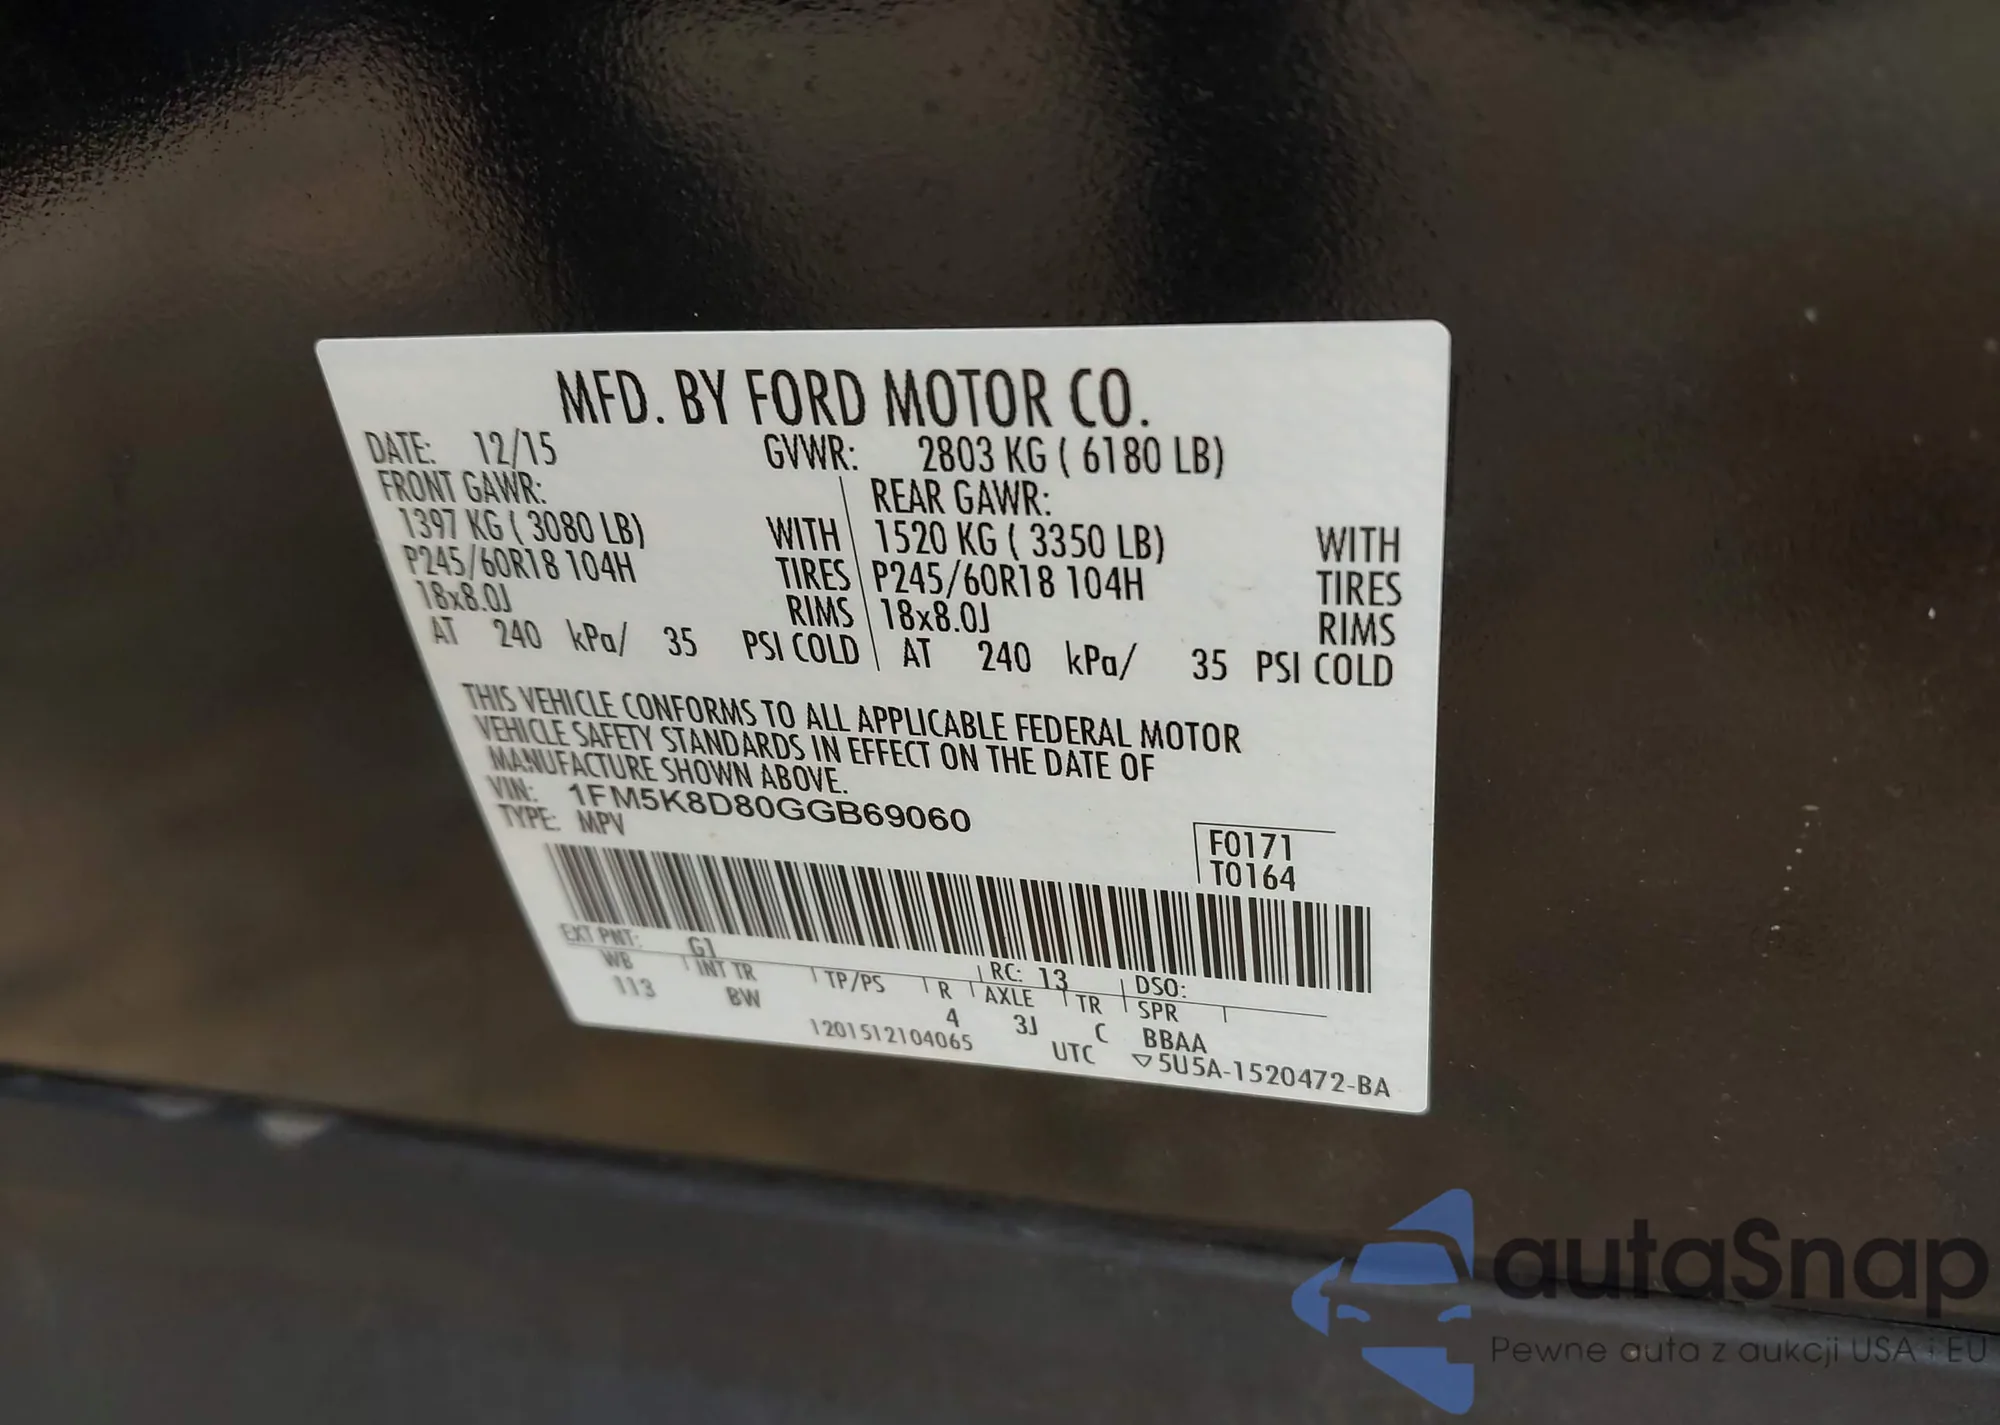 MFD. BY FORD MOTOR CO.
DATE: 12/15 GVWR: 2803 KG ( 6180 LB)
FRONT GAWR: REAR GAWR:
1397 KG ( 3080 LB) WITH 1520 KG ( 3350 LB) WITH
P245/60R18 104H TIRES P245/60R18 104H TIRES
18x8.0J RIMS 18x8.0J RIMS
AT 240 kPa/ 35 PSI COLD AT 240 kPa/ 35 PSI COLD
THIS VEHICLE CONFORMS TO ALL APPLICABLE FEDERAL MOTOR
VEHICLE SAFETY STANDARDS IN EFFECT ON THE DATE OF
MANUFACTURE SHOWN ABOVE.
VIN: 1FM5K8D80GGB69060
TYPE: MPV
F0171
T0164
EXT PNT: G1 RC: 13 DSO:
WB INT TR TP/PS R AXLE TR SPR
113 BW 4 3J C BBAA
1201512104065 UTC ▽5U5A-1520472-BA
autaSnap
Pewne auta z aukcji USA i EU